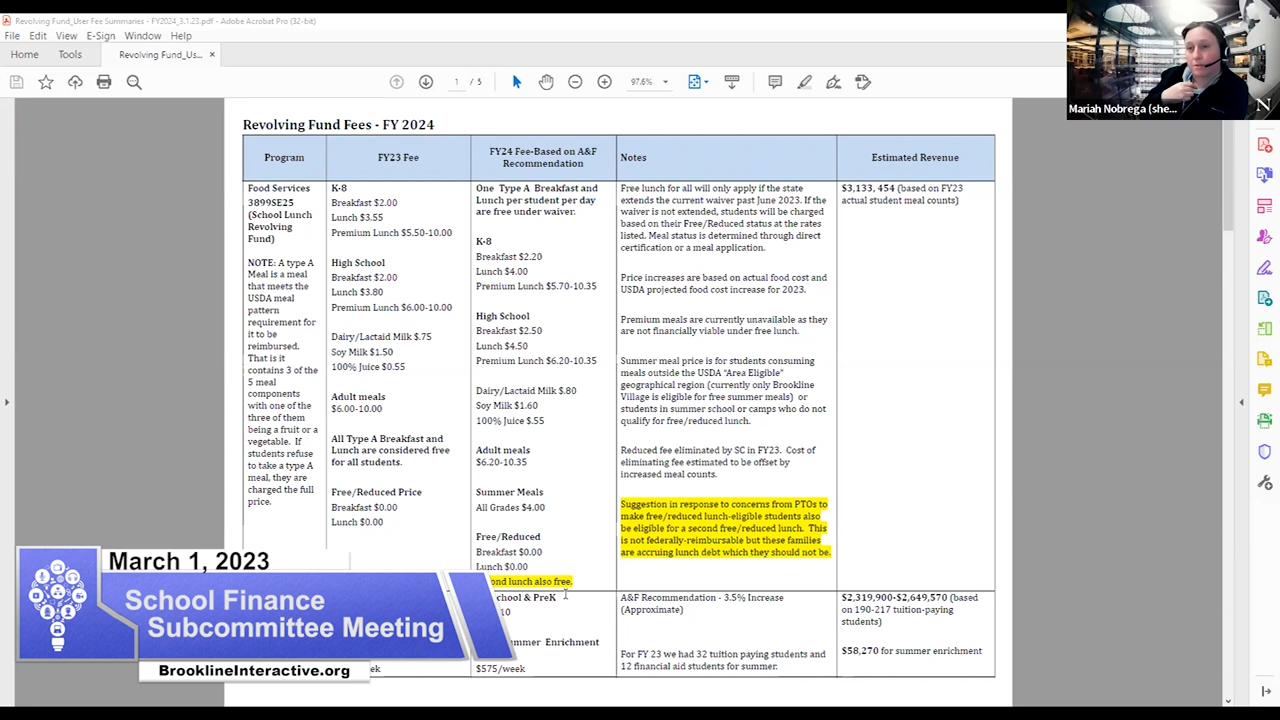 Revolving Fund_User Fee Summaries - FY2024_3.1.23.pdf - Adobe Acrobat Pro (32-bit)
File Edit View E-Sign Window Help
Home Tools Revolving Fund_Us... ×
1 / 3 97.6%
Mariah Nobrega (she...
N
Revolving Fund Fees - FY 2024
Program
FY23 Fee
FY24 Fee-Based on A&F
Recommendation
Notes
Estimated Revenue
Food Services
3899SE25
(School Lunch
Revolving
Fund)
NOTE: A type A
Meal is a meal
that meets the
USDA meal
pattern
requirement for
it to be
reimbursed.
That is it
contains 3 of the
5 meal
components
with one of the
three of them
being a fruit or a
vegetable. If
students refuse
to take a type A
meal, they are
charged the full
price.
K-8
Breakfast $2.00
Lunch $3.55
Premium Lunch $5.50-10.00
High School
Breakfast $2.00
Lunch $3.80
Premium Lunch $6.00-10.00
Dairy/Lactaid Milk $.75
Soy Milk $1.50
100% Juice $0.55
Adult meals
$6.00-10.00
All Type A Breakfast and
Lunch are considered free
for all students.
Free/Reduced Price
Breakfast $0.00
Lunch $0.00
One Type A Breakfast and
Lunch per student per day
are free under waiver.
K-8
Breakfast $2.20
Lunch $4.00
Premium Lunch $5.70-10.35
High School
Breakfast $2.50
Lunch $4.50
Premium Lunch $6.20-10.35
Dairy/Lactaid Milk $.80
Soy Milk $1.60
100% Juice $.55
Adult meals
$6.20-10.35
Summer Meals
All Grades $4.00
Free/Reduced
Breakfast $0.00
Lunch $0.00
ond lunch also free.
Free lunch for all will only apply if the state
extends the current waiver past June 2023. If the
waiver is not extended, students will be charged
based on their Free/Reduced status at the rates
listed. Meal status is determined through direct
certification or a meal application.
Price increases are based on actual food cost and
USDA projected food cost increase for 2023.
Premium meals are currently unavailable as they
are not financially viable under free lunch.
Summer meal price is for students consuming
meals outside the USDA "Area Eligible"
geographical region (currently only Brookline
Village is eligible for free summer meals) or
students in summer school or camps who do not
qualify for free/reduced lunch.
Reduced fee eliminated by SC in FY23. Cost of
eliminating fee estimated to be offset by
increased meal counts.
Suggestion in response to concerns from PTOs to
make free/reduced lunch-eligible students also
be eligible for a second free/reduced lunch. This
is not federally-reimbursable but these families
are accruing lunch debt which they should not be.
$3,133, 454 (based on FY23
actual student meal counts)
chool & PreK
10
ummer Enrichment
$575/week
ek
A&F Recommendation - 3.5% Increase
(Approximate)
For FY 23 we had 32 tuition paying students and
12 financial aid students for summer.
$2,319,900-$2,649,570 (based
on 190-217 tuition-paying
students)
$58,270 for summer enrichment
March 1, 2023
School Finance
Subcommittee Meeting
BrooklineInteractive.org